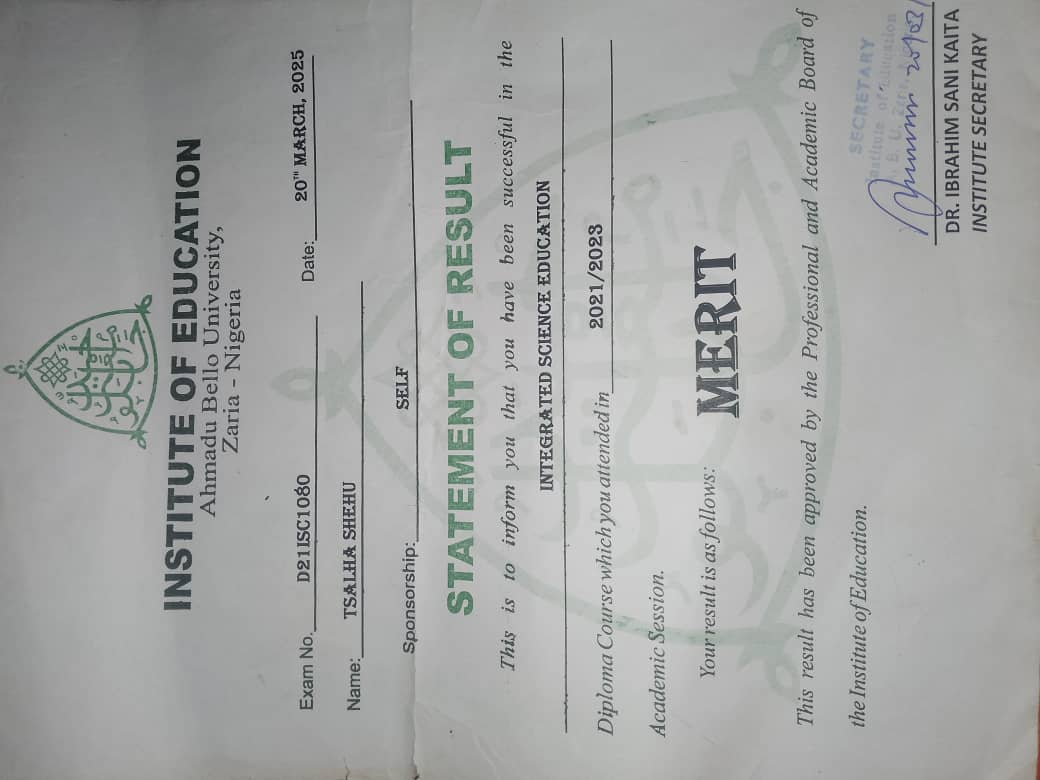 INSTITUTE OF EDUCATION
Ahmadu Bello University,
Zaria - Nigeria
Exam No. D21ISC1080 Date: 20TH MARCH, 2025
Name: TSALHA SHEHU
Sponsorship: SELF
STATEMENT OF RESULT
This is to inform you that you have been successful in the
INTEGRATED SCIENCE EDUCATION
Diploma Course which you attended in 2021/2023
Academic Session.
Your result is as follows: MERIT
This result has been approved by the Professional and Academic Board of
the Institute of Education.
SECRETARY
Institute of Education
DR. IBRAHIM SANI KAITA
INSTITUTE SECRETARY